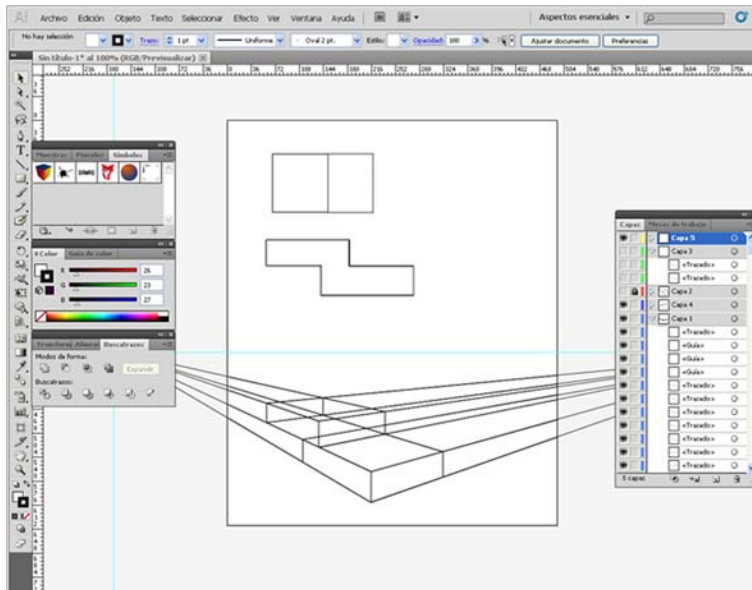 Ai Archivo Edición Objeto Texto Seleccionar Efecto Ver Ventana Ayuda Aspectos esenciales
No hay selección Trazo: 1 pt Uniforme Oval 2 pt. Estilo: Opacidad: 100 % Ajustar documento Preferencias
Sin título-1* al 100% (RGB/Previsualizar)
Muestras Pinceles Símbolos
Color Guía de color
R 26
G 23
B 27
Buscatrazos
Modos de forma:
Expandir
Buscatrazos:
Capas Mesas de trabajo
Capa 5
Capa 3
<Trazado>
<Trazado>
Capa 2
Capa 4
Capa 1
<Trazado>
<Guía>
<Guía>
<Guía>
<Trazado>
<Trazado>
<Trazado>
<Trazado>
<Trazado>
<Trazado>
<Trazado>
5 capas